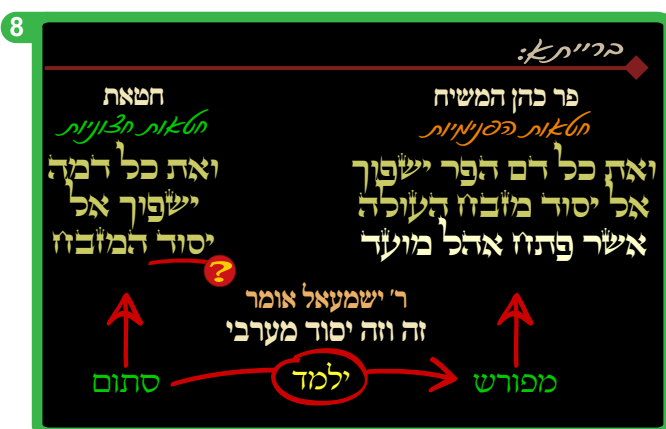 8
ברייתא:
פר כהן המשיח
חטאות הפנימיות
ואת כל דם הפר ישפוך
אל יסוד מזבח העולה
אשר פתח אהל מועד
חטאת
חטאות חצוניות
ואת כל דמה
ישפוך אל
יסוד המזבח
?
ר' ישמעאל אומר
זה וזה יסוד מערבי
מפורש
ילמד
סתום